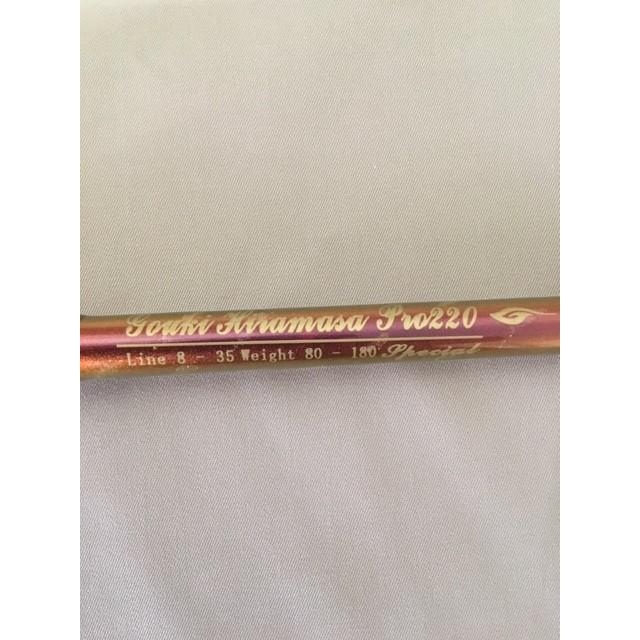 Gouki Hiramasa Pro220
Line 8 - 35 Weight 80 - 180 Special